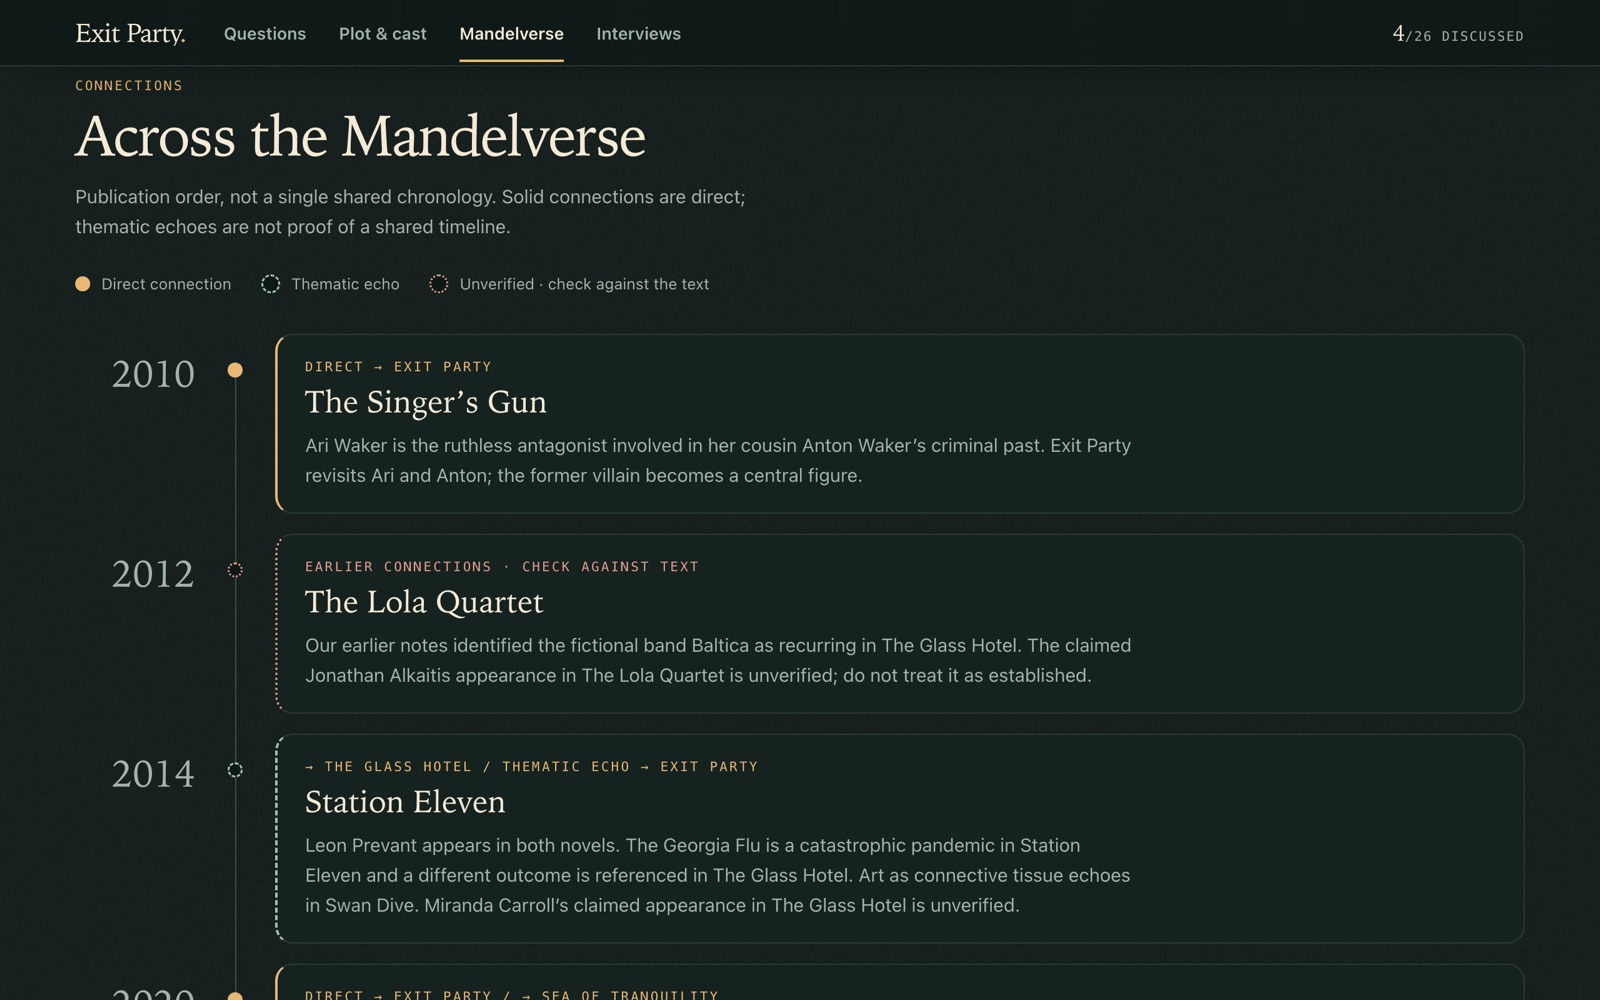 Exit Party.
Questions
Plot & cast
Mandelverse
Interviews
4/26 DISCUSSED
CONNECTIONS
Across the Mandelverse
Publication order, not a single shared chronology. Solid connections are direct;
thematic echoes are not proof of a shared timeline.
Direct connection
Thematic echo
Unverified · check against the text
2010
DIRECT → EXIT PARTY
The Singer’s Gun
Ari Waker is the ruthless antagonist involved in her cousin Anton Waker’s criminal past. Exit Party
revisits Ari and Anton; the former villain becomes a central figure.
2012
EARLIER CONNECTIONS · CHECK AGAINST TEXT
The Lola Quartet
Our earlier notes identified the fictional band Baltica as recurring in The Glass Hotel. The claimed
Jonathan Alkaitis appearance in The Lola Quartet is unverified; do not treat it as established.
2014
→ THE GLASS HOTEL / THEMATIC ECHO → EXIT PARTY
Station Eleven
Leon Prevant appears in both novels. The Georgia Flu is a catastrophic pandemic in Station
Eleven and a different outcome is referenced in The Glass Hotel. Art as connective tissue echoes
in Swan Dive. Miranda Carroll’s claimed appearance in The Glass Hotel is unverified.
2020
DIRECT → EXIT PARTY / → SEA OF TRANQUILITY